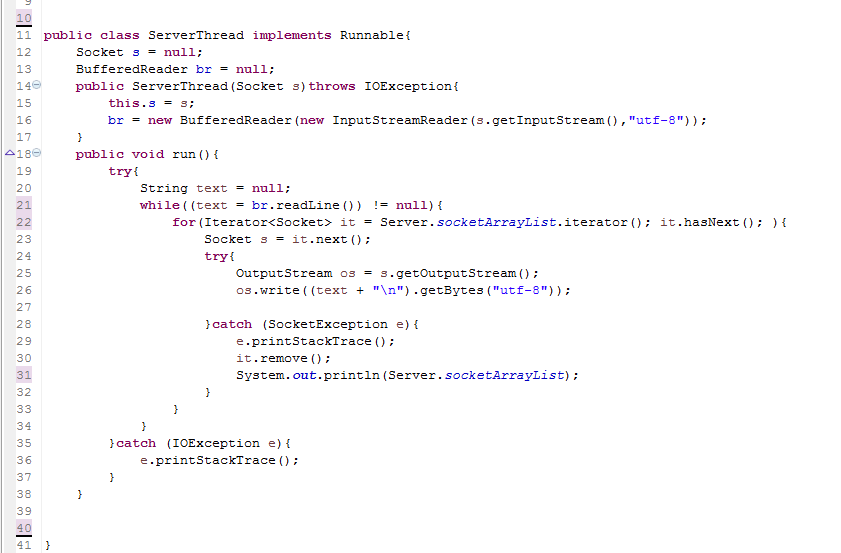 9
10
11 public class ServerThread implements Runnable{
12     Socket s = null;
13     BufferedReader br = null;
14     public ServerThread(Socket s)throws IOException{
15         this.s = s;
16         br = new BufferedReader(new InputStreamReader(s.getInputStream(),"utf-8"));
17     }
18     public void run(){
19         try{
20             String text = null;
21             while((text = br.readLine()) != null){
22                 for(Iterator<Socket> it = Server.socketArrayList.iterator(); it.hasNext(); ){
23                     Socket s = it.next();
24                     try{
25                         OutputStream os = s.getOutputStream();
26                         os.write((text + "\n").getBytes("utf-8"));
27
28                     }catch (SocketException e){
29                         e.printStackTrace();
30                         it.remove();
31                         System.out.println(Server.socketArrayList);
32                     }
33                 }
34             }
35         }catch (IOException e){
36             e.printStackTrace();
37         }
38     }
39
40
41 }